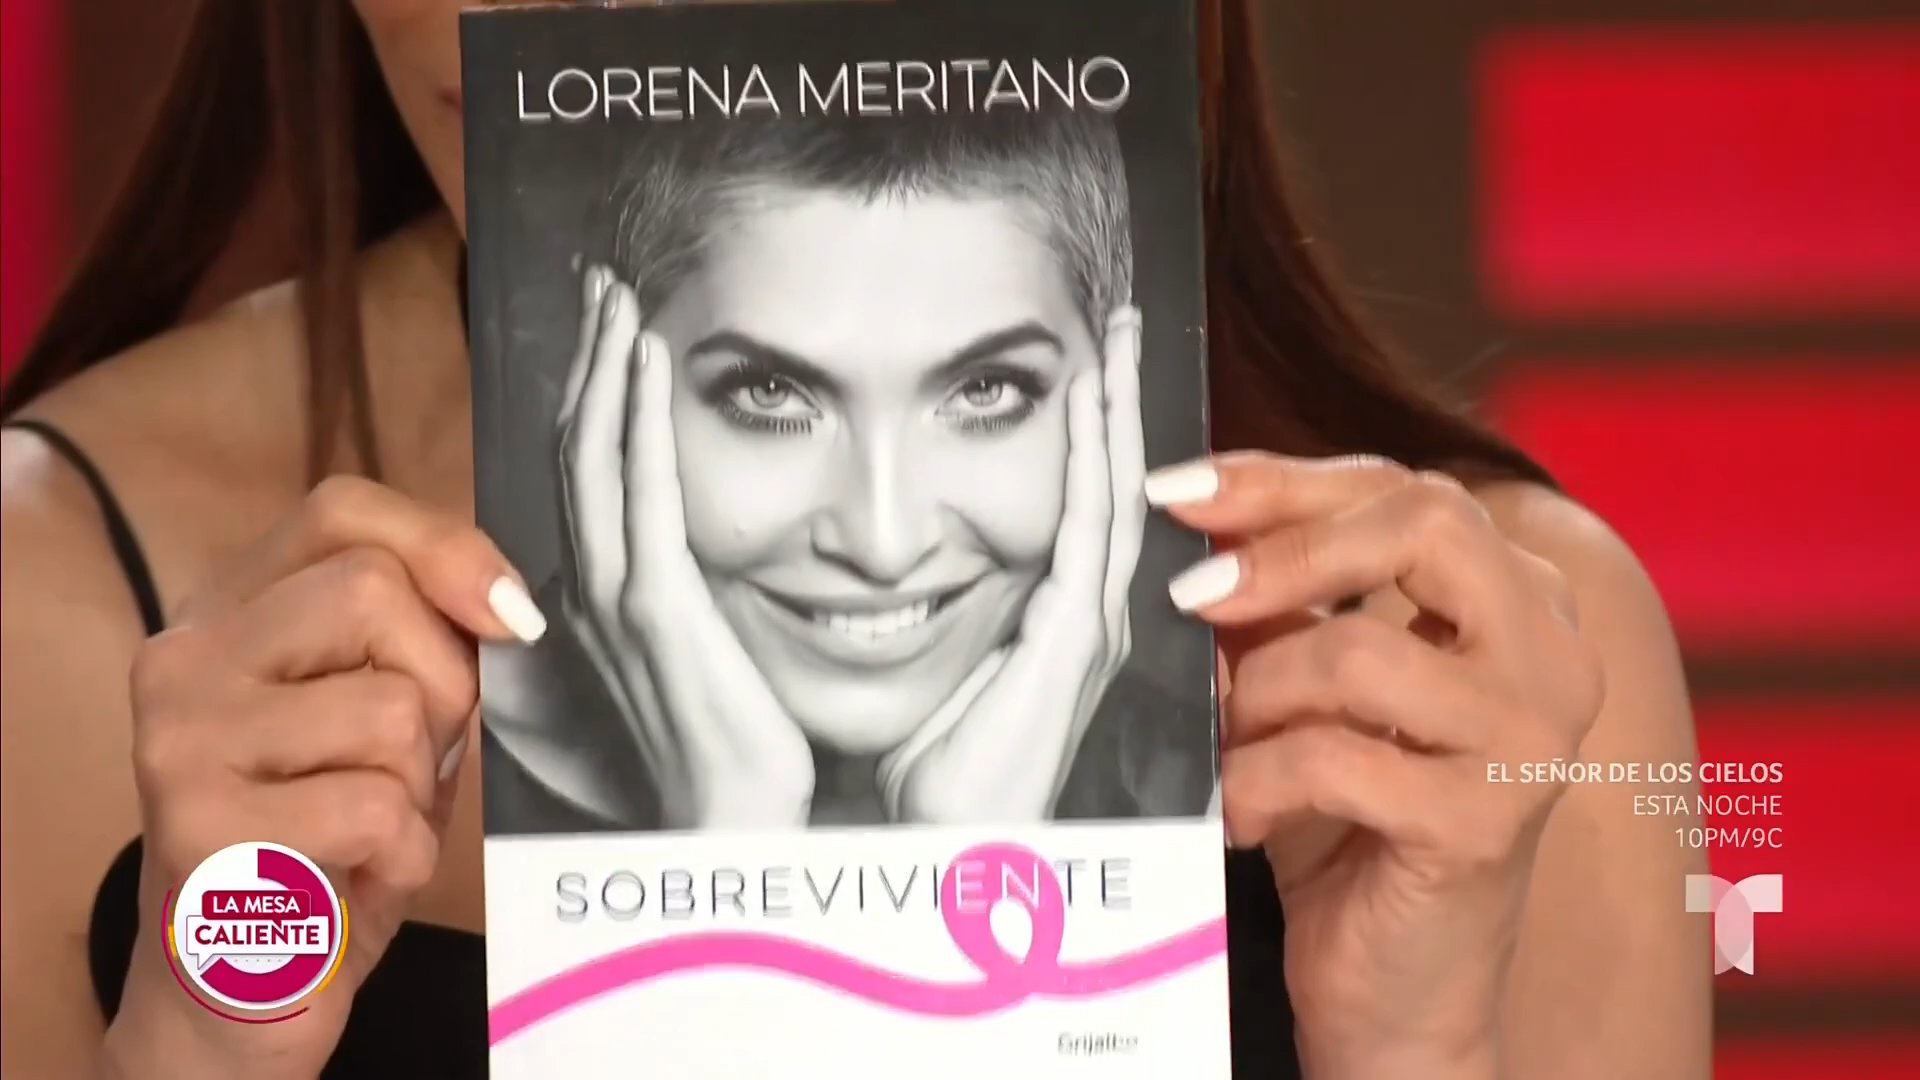 LORENA MERITANO
SOBREVIVIENTE
Grijalbo
EL SEÑOR DE LOS CIELOS
ESTA NOCHE
10PM/9C
LA MESA
CALIENTE